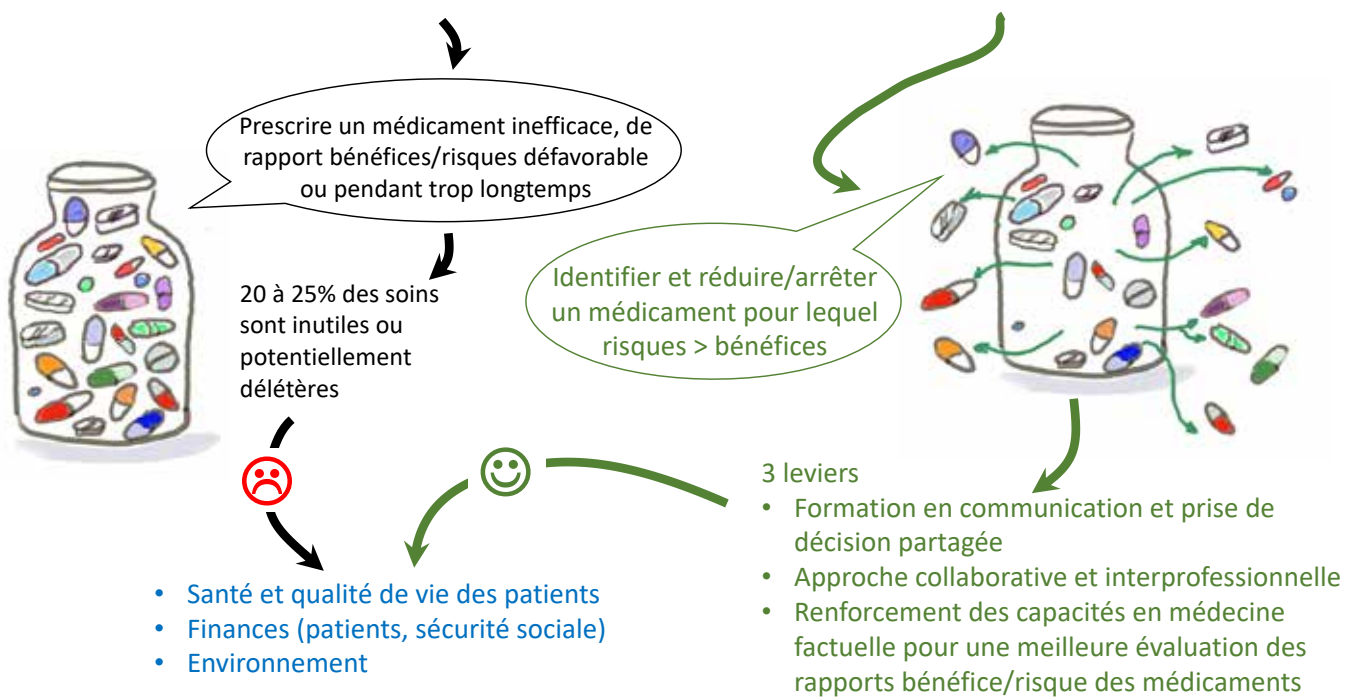 Prescrire un médicament inefficace, de
rapport bénéfices/risques défavorable
ou pendant trop longtemps
20 à 25% des soins
sont inutiles ou
potentiellement
délétères
• Santé et qualité de vie des patients
• Finances (patients, sécurité sociale)
• Environnement
Identifier et réduire/arrêter
un médicament pour lequel
risques > bénéfices
3 leviers
• Formation en communication et prise de
décision partagée
• Approche collaborative et interprofessionnelle
• Renforcement des capacités en médecine
factuelle pour une meilleure évaluation des
rapports bénéfice/risque des médicaments